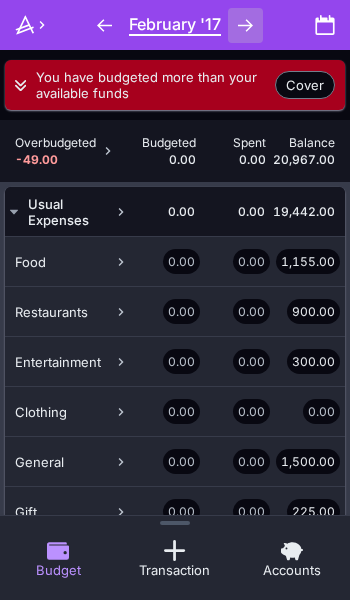 February '17
You have budgeted more than your
available funds
Cover
Overbudgeted Budgeted Spent Balance
-49.00 0.00 0.00 20,967.00
Usual
Expenses
0.00 0.00 19,442.00
Food 0.00 0.00 1,155.00
Restaurants 0.00 0.00 900.00
Entertainment 0.00 0.00 300.00
Clothing 0.00 0.00 0.00
General 0.00 0.00 1,500.00
Gift 0.00 0.00 225.00
Budget Transaction Accounts